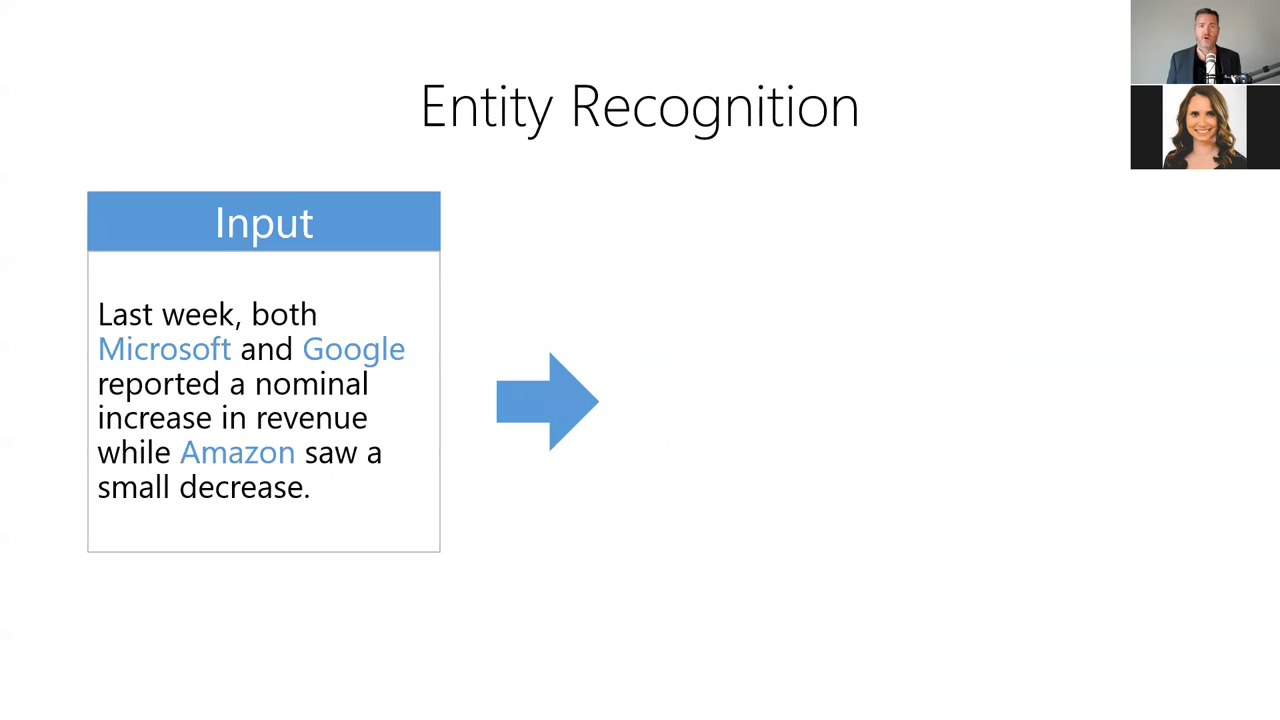 Entity Recognition
Input
Last week, both
Microsoft and Google
reported a nominal
increase in revenue
while Amazon saw a
small decrease.